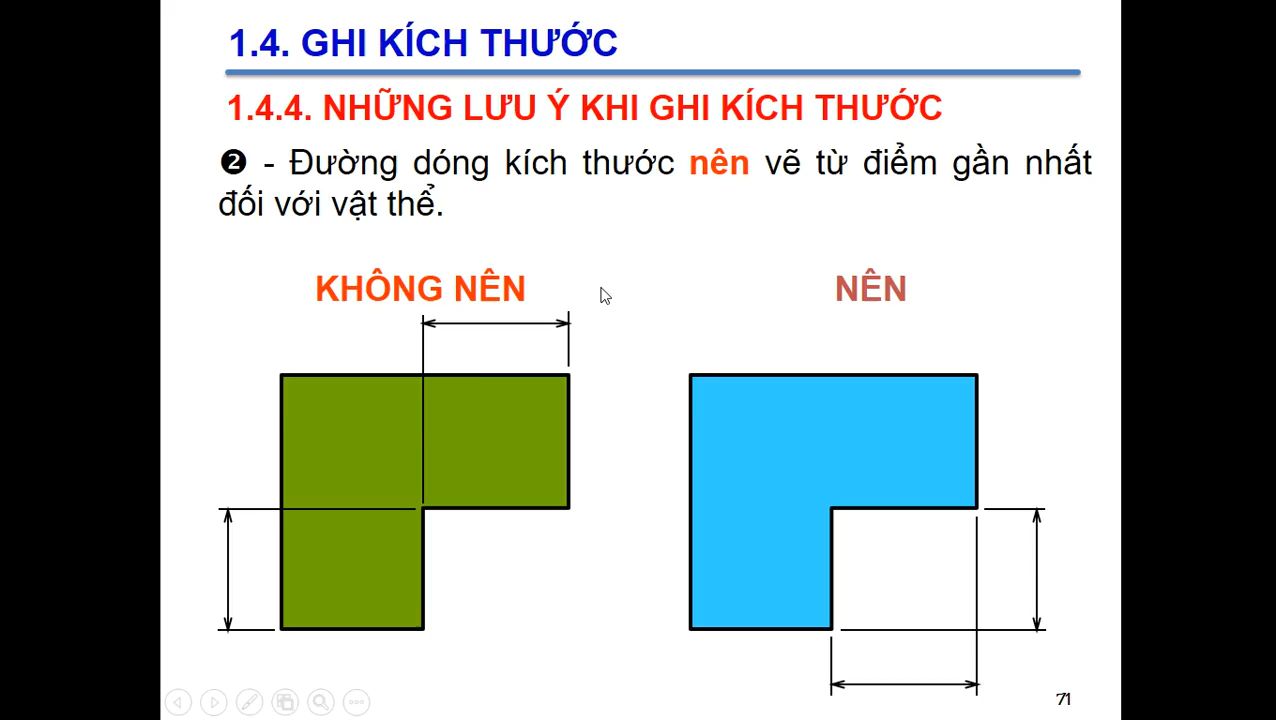 1.4. GHI KÍCH THƯỚC
1.4.4. NHỮNG LƯU Ý KHI GHI KÍCH THƯỚC
❷ - Đường dóng kích thước nên vẽ từ điểm gần nhất
đối với vật thể.
KHÔNG NÊN
NÊN
71